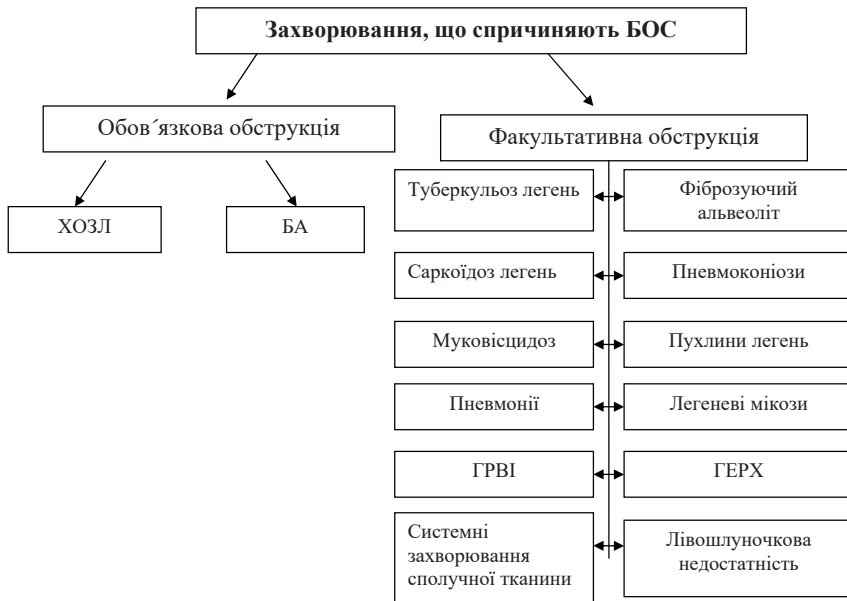 Захворювання, що спричиняють БОС
Обов´язкова обструкція
Факультативна обструкція
ХОЗЛ
БА
Туберкульоз легень
Фіброзуючий
альвеоліт
Саркоїдоз легень
Пневмоконіози
Муковісцидоз
Пухлини легень
Пневмонії
Легеневі мікози
ГРВІ
ГЕРХ
Системні
захворювання
сполучної тканини
Лівошлуночкова
недостатність